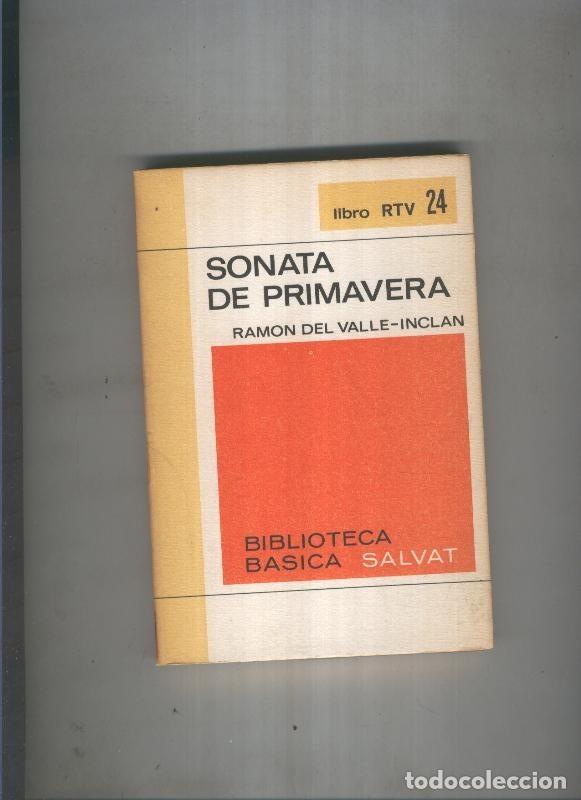 libro RTV 24
SONATA
DE PRIMAVERA
RAMON DEL VALLE-INCLAN
BIBLIOTECA
BASICA SALVAT
todocoleccion